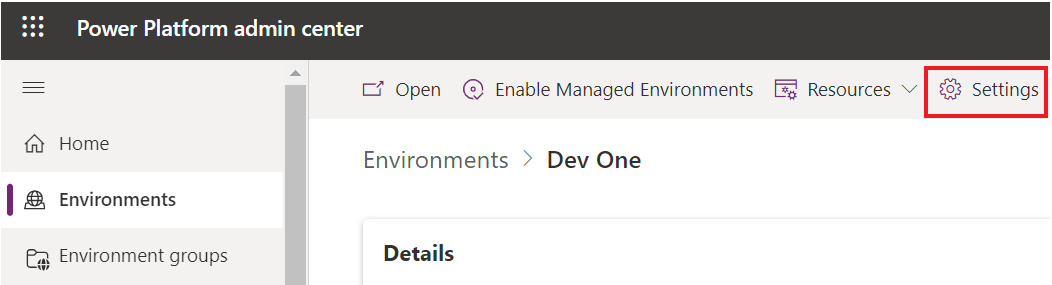 Power Platform admin center
Open Enable Managed Environments Resources Settings
Home
Environments > Dev One
Environments
Environment groups
Details